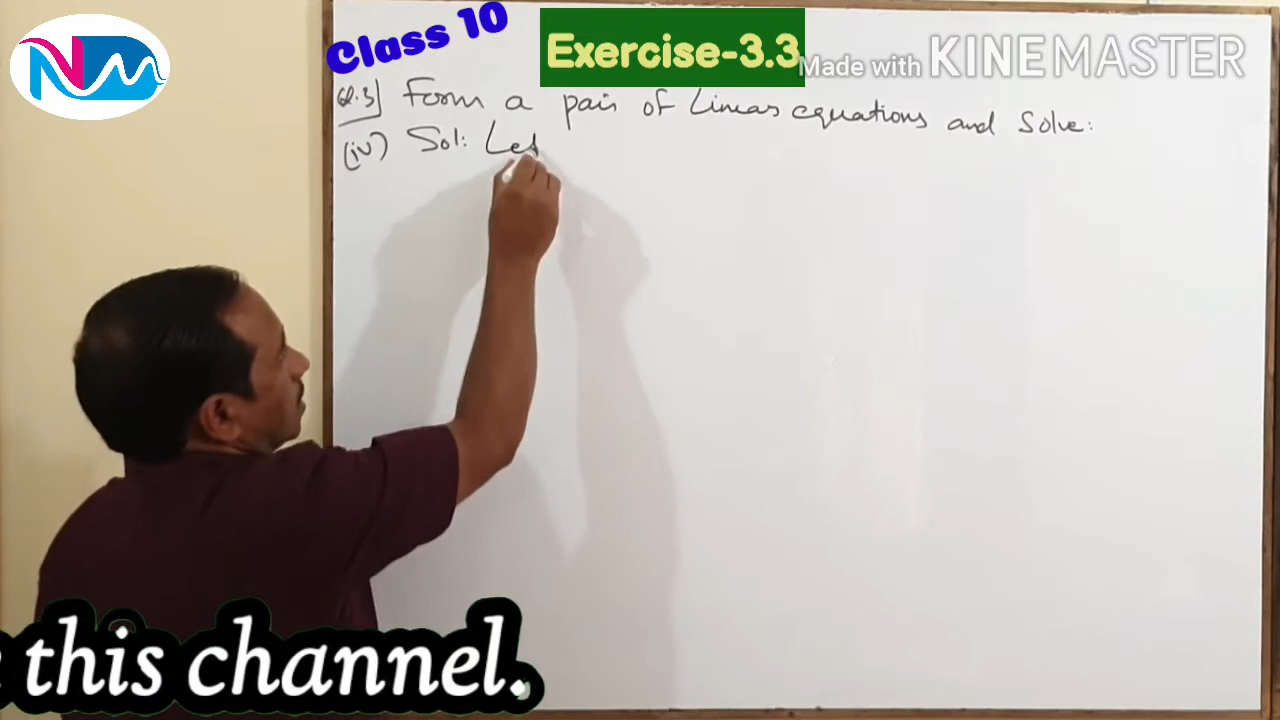 NM
Class 10
Exercise-3.3
Made with KINEMASTER
Q.3] Form a pair of Linear equations and Solve:
(iv) Sol: Let
this channel.